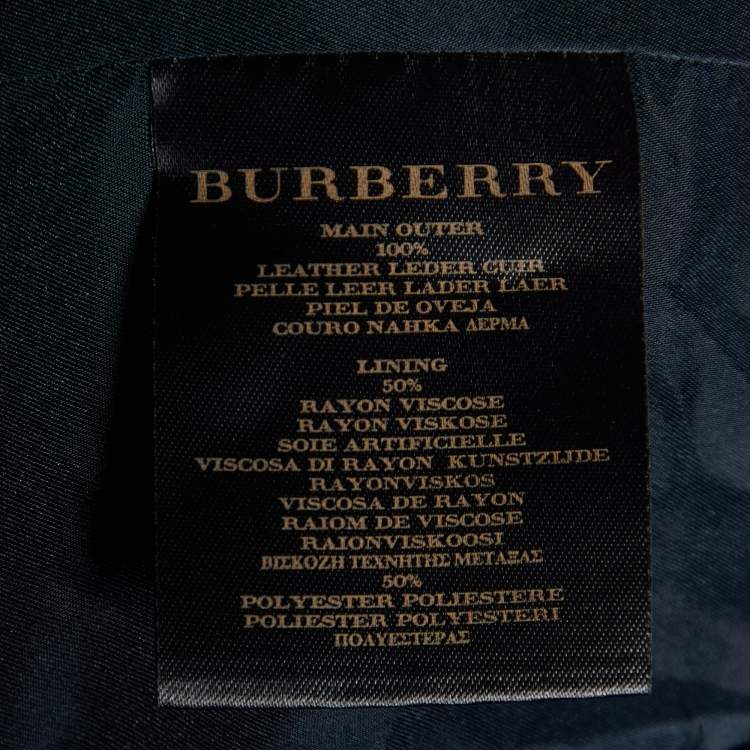 BURBERRY
MAIN OUTER
100%
LEATHER LEDER CUIR
PELLE LEER LADER LAER
PIEL DE OVEJA
COURO NAHKA ΔΕΡΜΑ
LINING
50%
RAYON VISCOSE
RAYON VISKOSE
SOIE ARTIFICIELLE
VISCOSA DI RAYON KUNSTZIJDE
RAYONVISKOS
VISCOSA DE RAYON
RAIOM DE VISCOSE
RAIONVISKOOSI
ΒΙΣΚΟΖΗ ΤΕΧΝΗΤΗΣ ΜΕΤΑΞΑΣ
50%
POLYESTER POLIESTERE
POLIESTER POLYESTERI
ΠΟΛΥΕΣΤΕΡΑΣ